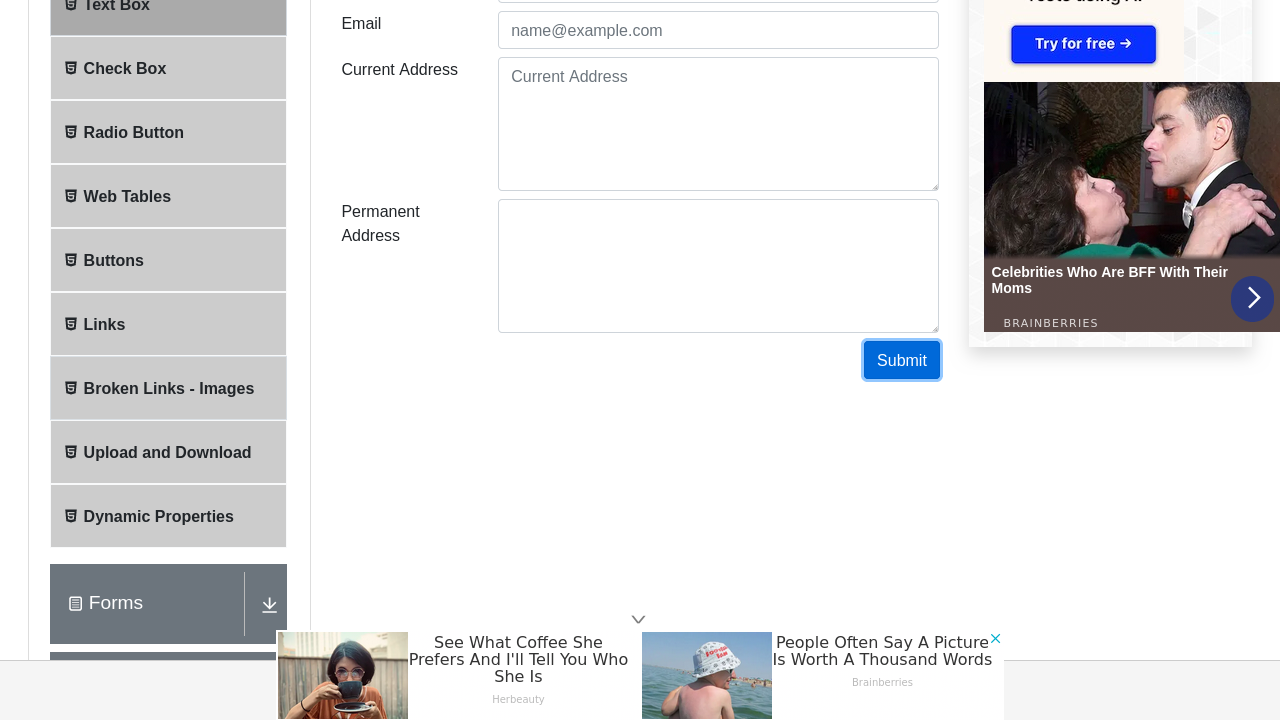 Text Box
Check Box
Radio Button
Web Tables
Buttons
Links
Broken Links - Images
Upload and Download
Dynamic Properties
Forms
Email
name@example.com
Current Address
Current Address
Permanent
Address
Submit
Try for free →
Celebrities Who Are BFF With Their
Moms
BRAINBERRIES
See What Coffee She
Prefers And I'll Tell You Who
She Is
Herbeauty
People Often Say A Picture
Is Worth A Thousand Words
Brainberries